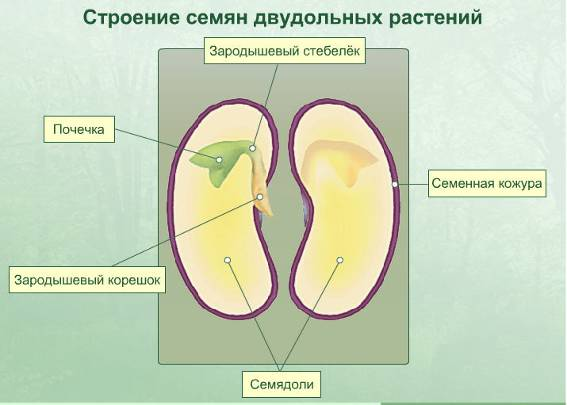 Строение семян двудольных растений
Зародышевый стебелёк
Почечка
Семенная кожура
Зародышевый корешок
Семядоли